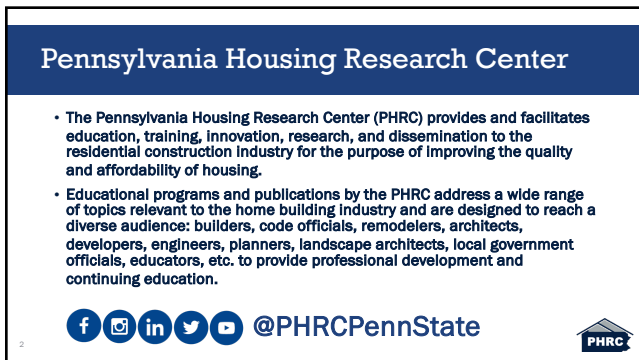 Pennsylvania Housing Research Center
• The Pennsylvania Housing Research Center (PHRC) provides and facilitates
education, training, innovation, research, and dissemination to the
residential construction industry for the purpose of improving the quality
and affordability of housing.
• Educational programs and publications by the PHRC address a wide range
of topics relevant to the home building industry and are designed to reach a
diverse audience: builders, code officials, remodelers, architects,
developers, engineers, planners, landscape architects, local government
officials, educators, etc. to provide professional development and
continuing education.
f in @PHRCPennState
2
PHRC